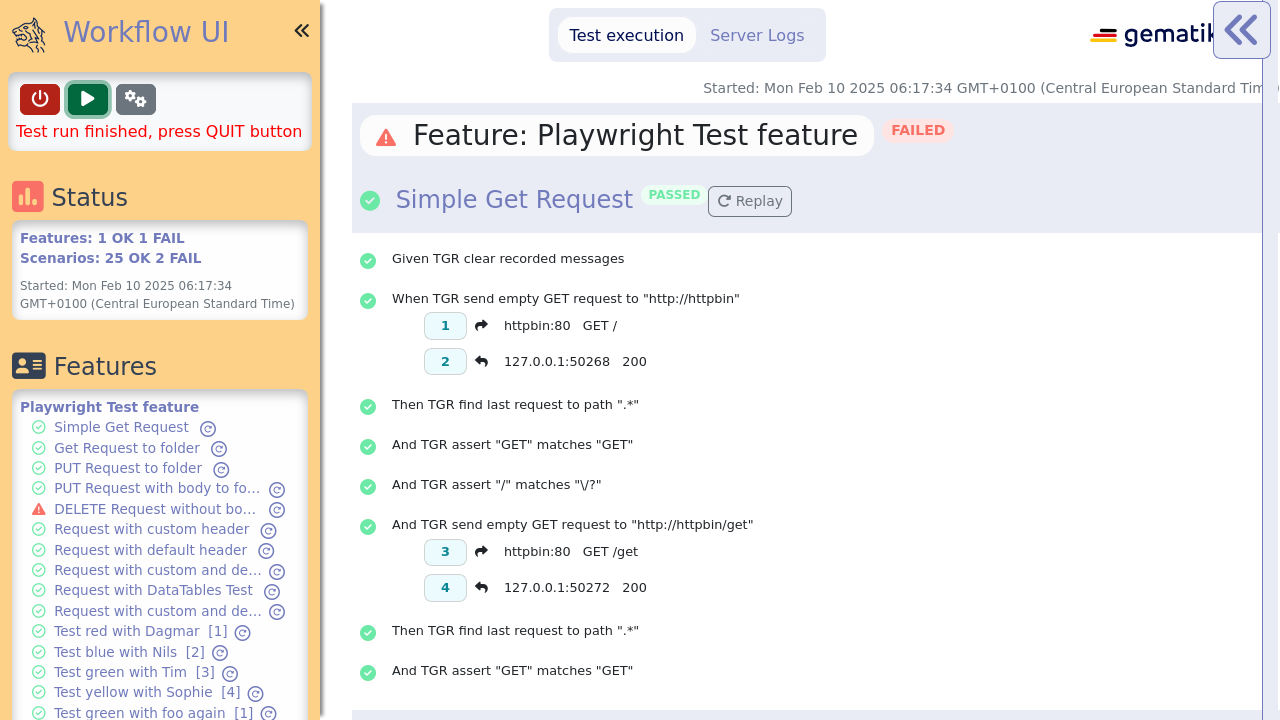 Workflow UI
Test run finished, press QUIT button
Status
Features: 1 OK 1 FAIL
Scenarios: 25 OK 2 FAIL
Started: Mon Feb 10 2025 06:17:34
GMT+0100 (Central European Standard Time)
Features
Playwright Test feature
Simple Get Request
Get Request to folder
PUT Request to folder
PUT Request with body to fo...
DELETE Request without bo...
Request with custom header
Request with default header
Request with custom and de...
Request with DataTables Test
Request with custom and de...
Test red with Dagmar [1]
Test blue with Nils [2]
Test green with Tim [3]
Test yellow with Sophie [4]
Test green with foo again [1]
Test execution Server Logs
gematik
Started: Mon Feb 10 2025 06:17:34 GMT+0100 (Central European Standard Tim
Feature: Playwright Test feature FAILED
Simple Get Request PASSED Replay
Given TGR clear recorded messages
When TGR send empty GET request to "http://httpbin"
1 httpbin:80 GET /
2 127.0.0.1:50268 200
Then TGR find last request to path ".*"
And TGR assert "GET" matches "GET"
And TGR assert "/" matches "\/?"
And TGR send empty GET request to "http://httpbin/get"
3 httpbin:80 GET /get
4 127.0.0.1:50272 200
Then TGR find last request to path ".*"
And TGR assert "GET" matches "GET"